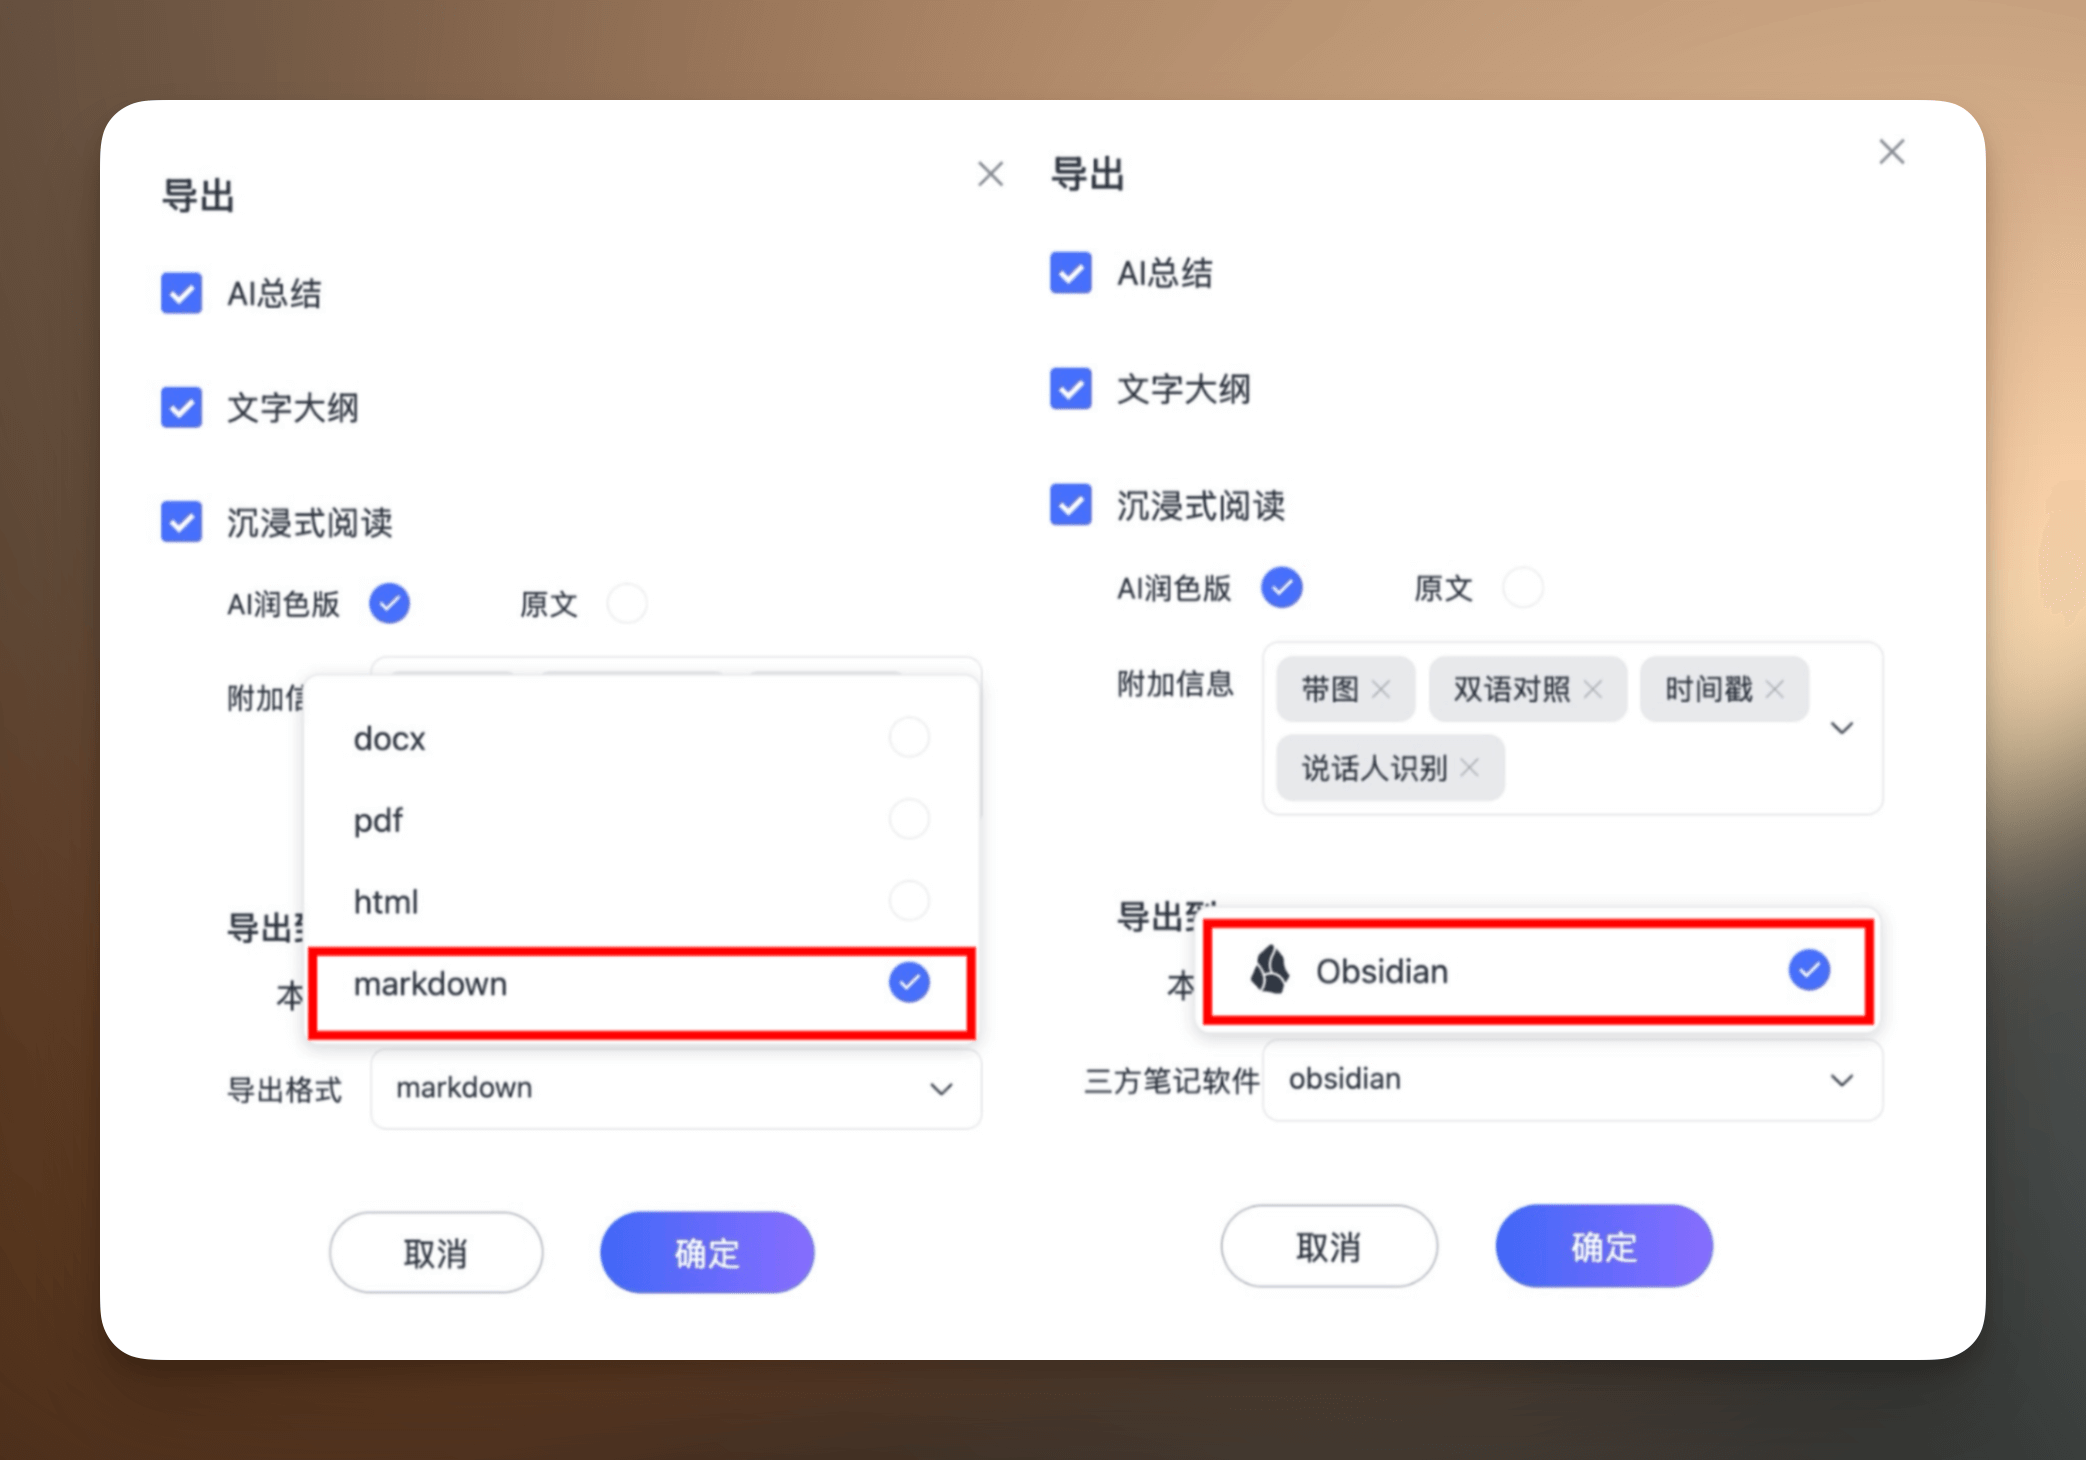 导出
AI总结
文字大纲
沉浸式阅读
AI润色版 原文
附加信
docx
pdf
html
导出
markdown
本
导出格式 markdown
取消 确定
导出
AI总结
文字大纲
沉浸式阅读
AI润色版 原文
附加信息 带图 双语对照 时间戳
说话人识别
导出到
Obsidian
本
三方笔记软件 obsidian
取消 确定